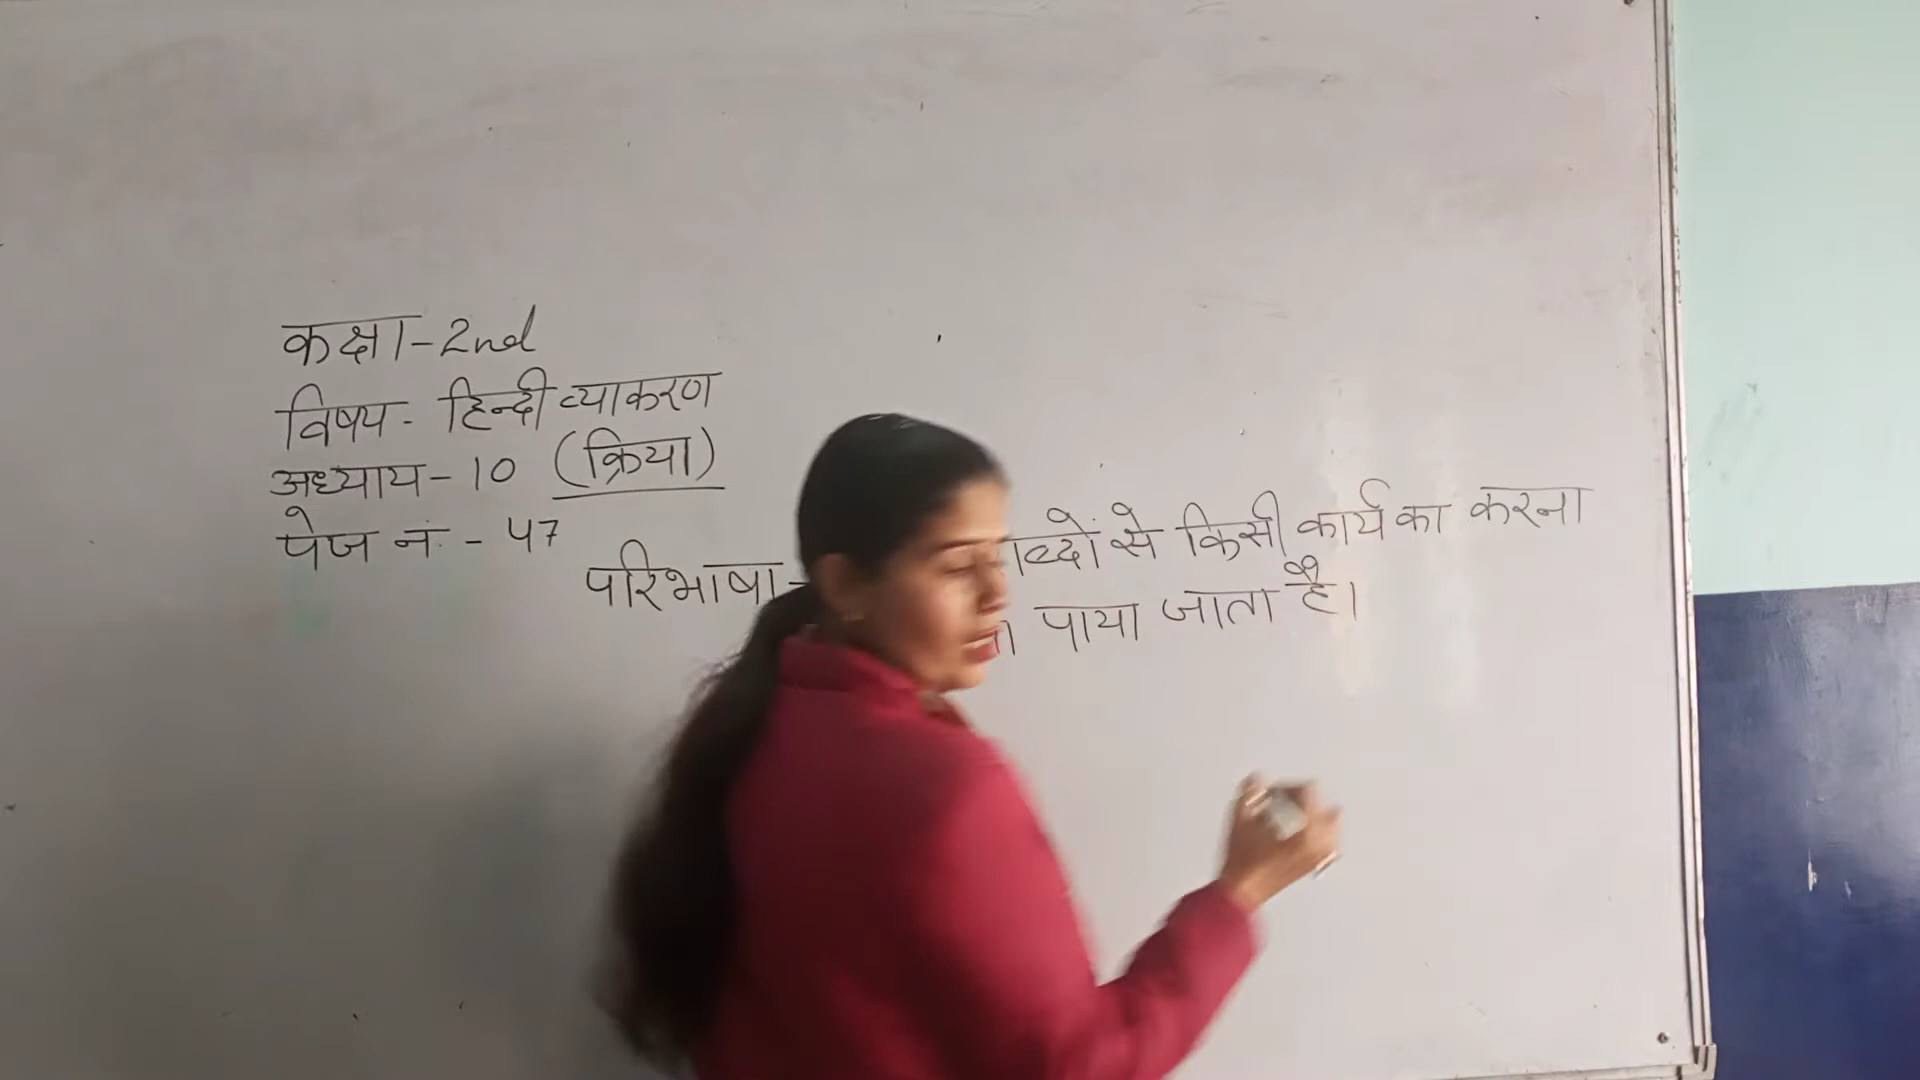 कक्षा - 2nd
विषय - हिन्दी व्याकरण
अध्याय - 10 (क्रिया)
पेज नं - 47
परिभाषा - से किसी कार्य का करना
पाया जाता है।